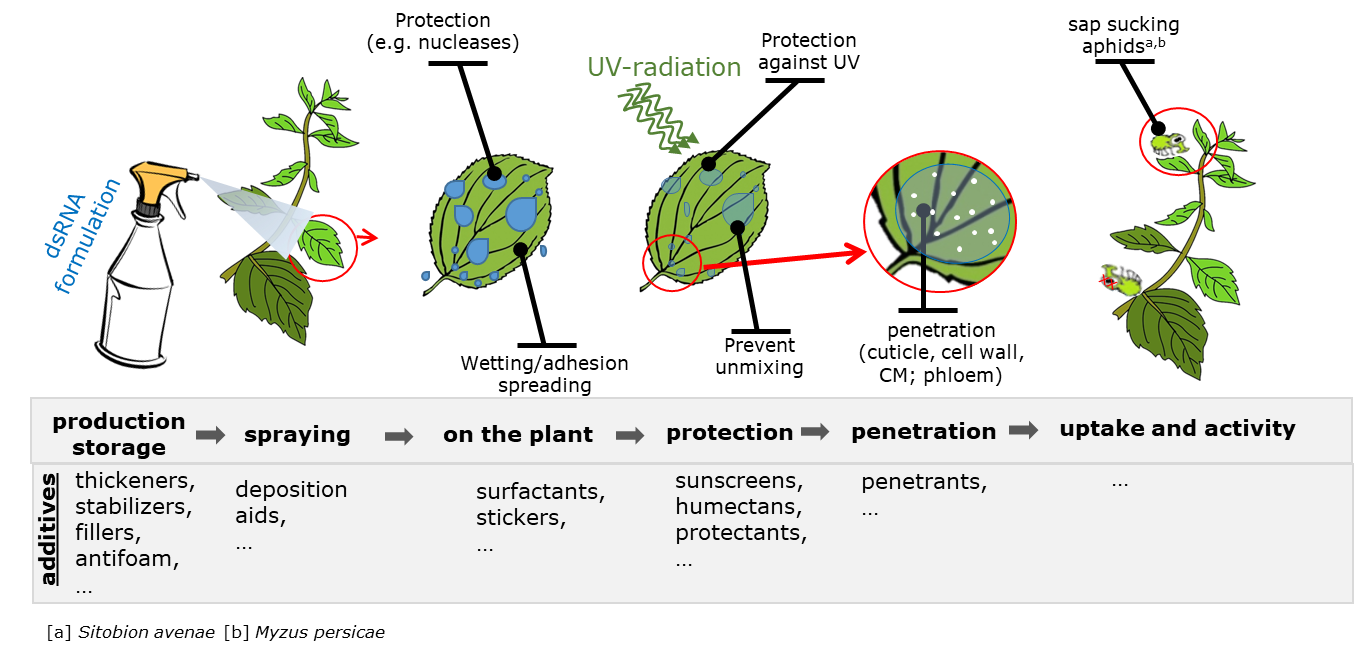 Protection
(e.g. nucleases)
UV-radiation
Protection
against UV
sap sucking
aphidsa,b
dsRNA
formulation
Wetting/adhesion
spreading
Prevent
unmixing
penetration
(cuticle, cell wall,
CM; phloem)
production
storage
spraying
on the plant
protection
penetration
uptake and activity
additives
thickeners,
stabilizers,
fillers,
antifoam,
...
deposition
aids,
...
surfactants,
stickers,
...
sunscreens,
humectans,
protectants,
...
penetrants,
...
...
[a] Sitobion avenae [b] Myzus persicae